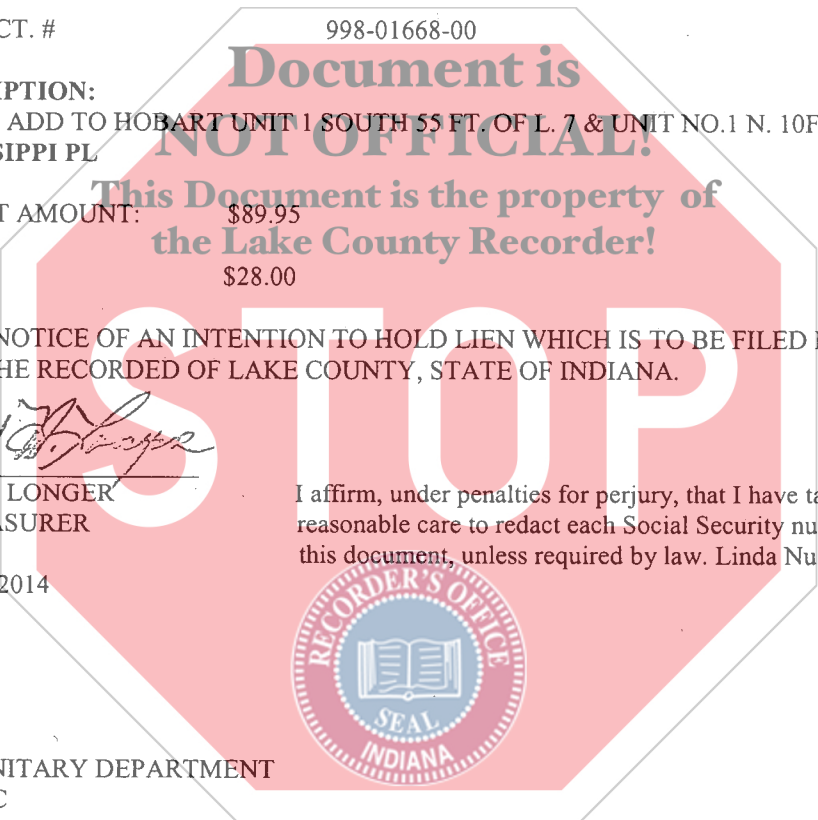 CT. # 998-01668-00
Document is
IPTION:
ADD TO HOBART UNIT 1 SOUTH 55 FT. OF L. 7 & UNIT NO.1 N. 10F
NOT OFFICIAL!
SIPPI PL
This Document is the property of
T AMOUNT: $89.95
the Lake County Recorder!
$28.00
NOTICE OF AN INTENTION TO HOLD LIEN WHICH IS TO BE FILED
HE RECORDED OF LAKE COUNTY, STATE OF INDIANA.
STOP
LONGER
ASURER
I affirm, under penalties for perjury, that I have ta
reasonable care to redact each Social Security nu
this document, unless required by law. Linda Nu
2014
RECORDER'S OFFICE
SEAL
INDIANA
NITARY DEPARTMENT
C